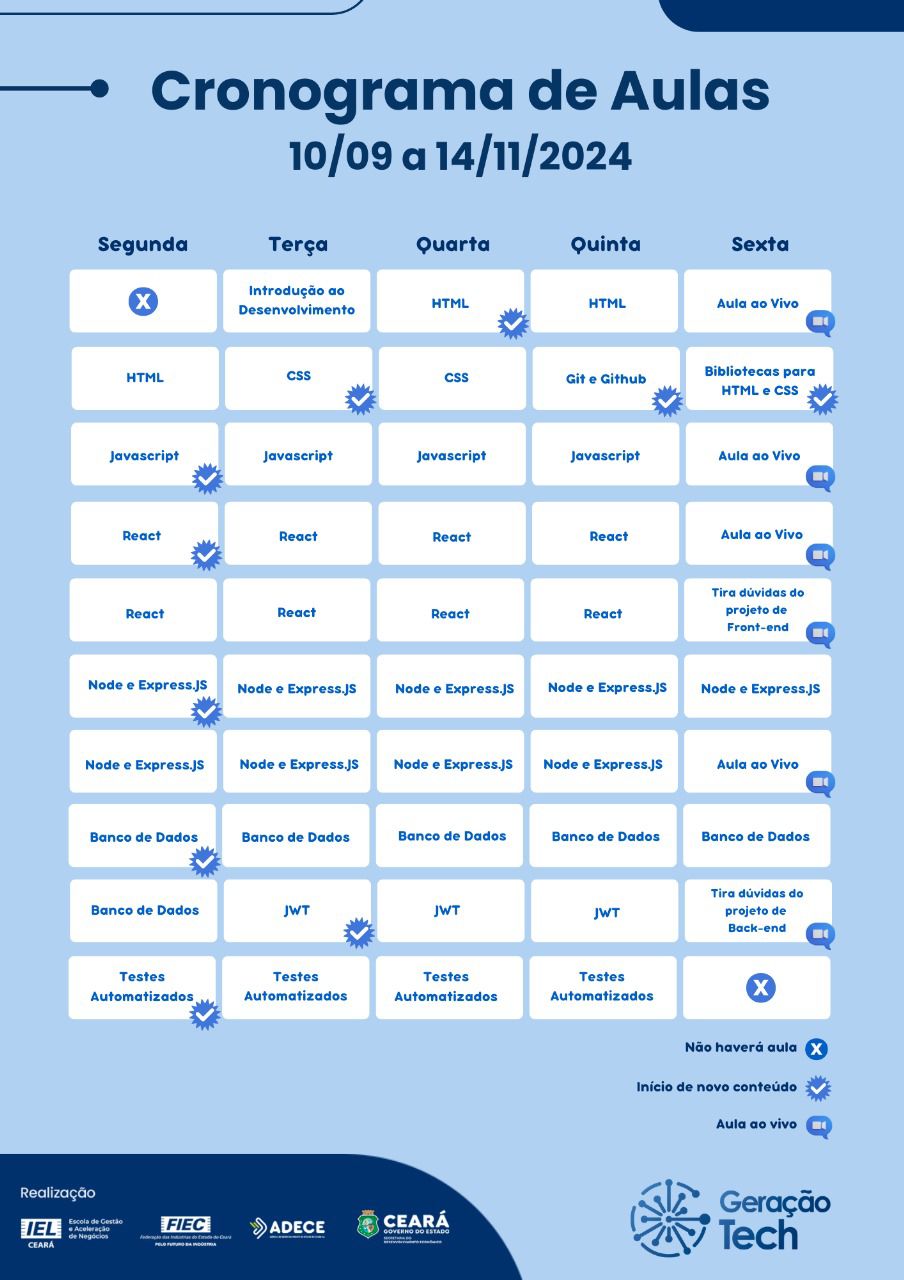 Cronograma de Aulas
10/09 a 14/11/2024
Segunda Terça Quarta Quinta Sexta
X
Introdução ao
Desenvolvimento
HTML
HTML
Aula ao Vivo
HTML
CSS
CSS
Git e Github
Bibliotecas para
HTML e CSS
Javascript
Javascript
Javascript
Javascript
Aula ao Vivo
React
React
React
React
Aula ao Vivo
React
React
React
React
Tira dúvidas do
projeto de
Front-end
Node e Express.JS
Node e Express.JS
Node e Express.JS
Node e Express.JS
Node e Express.JS
Node e Express.JS
Node e Express.JS
Node e Express.JS
Node e Express.JS
Aula ao Vivo
Banco de Dados
Banco de Dados
Banco de Dados
Banco de Dados
Banco de Dados
Banco de Dados
JWT
JWT
JWT
Tira dúvidas do
projeto de
Back-end
Testes
Automatizados
Testes
Automatizados
Testes
Automatizados
Testes
Automatizados
X
Não haverá aula X
Início de novo conteúdo
Aula ao vivo
Realização
IEL
CEARÁ
Escola de Gestão
e Aceleração
de Negócios
FIEC
Federação das Indústrias do Estado do Ceará
PELO FUTURO DA INDÚSTRIA
ADECE
CEARÁ
GOVERNO DO ESTADO
SECRETARIA DO
DESENVOLVIMENTO ECONÔMICO
Geração
Tech